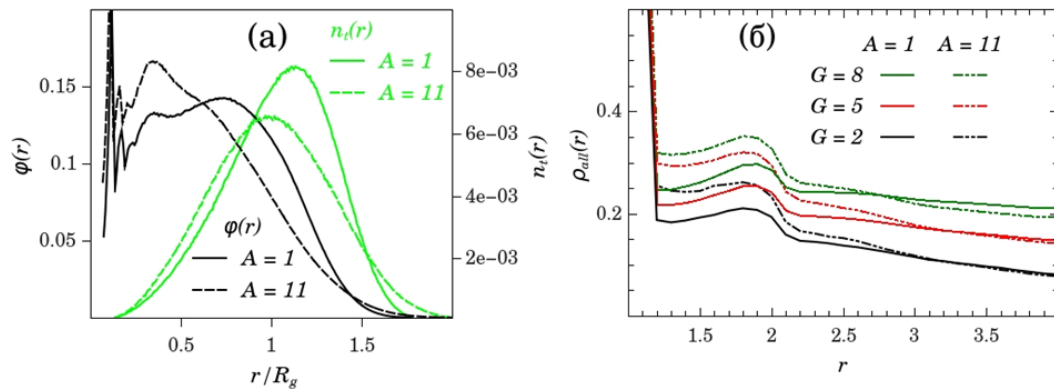 (a)
n_t(r)
A = 1
A = 11
φ(r)
A = 1
A = 11
0.15
0.1
0.05
φ(r)
0.5
1
1.5
r/R_g
8e−03
6e−03
4e−03
2e−03
n_t(r)
(б)
A = 1 A = 11
G = 8
G = 5
G = 2
0.4
0.2
ρ_all(r)
1.5 2 2.5 3 3.5
r